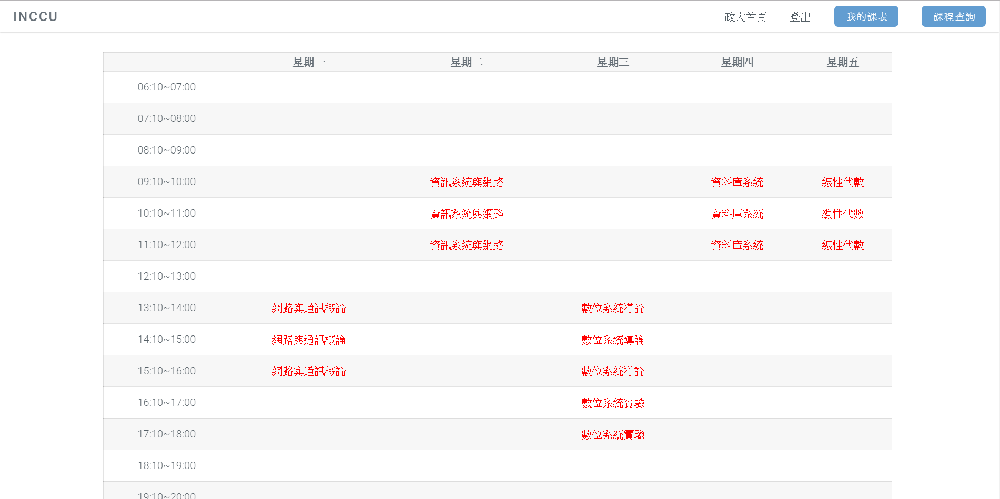 INCCU 政大首頁 登出 我的課表 課程查詢
星期一 星期二 星期三 星期四 星期五
06:10~07:00
07:10~08:00
08:10~09:00
09:10~10:00 資訊系統與網路 資料庫系統 線性代數
10:10~11:00 資訊系統與網路 資料庫系統 線性代數
11:10~12:00 資訊系統與網路 資料庫系統 線性代數
12:10~13:00
13:10~14:00 網路與通訊概論 數位系統導論
14:10~15:00 網路與通訊概論 數位系統導論
15:10~16:00 網路與通訊概論 數位系統導論
16:10~17:00 數位系統實驗
17:10~18:00 數位系統實驗
18:10~19:00
19:10~20:00